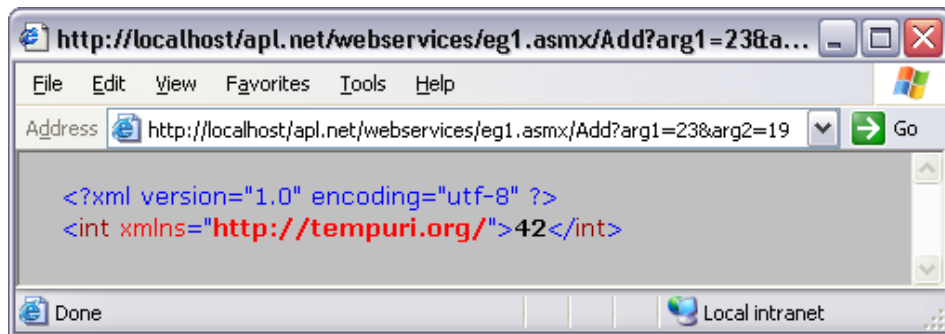 http://localhost/apl.net/webservices/eg1.asmx/Add?arg1=23&a...
File Edit View Favorites Tools Help
Address http://localhost/apl.net/webservices/eg1.asmx/Add?arg1=23&arg2=19 Go
<?xml version="1.0" encoding="utf-8" ?>
<int xmlns="http://tempuri.org/">42</int>
Done Local intranet